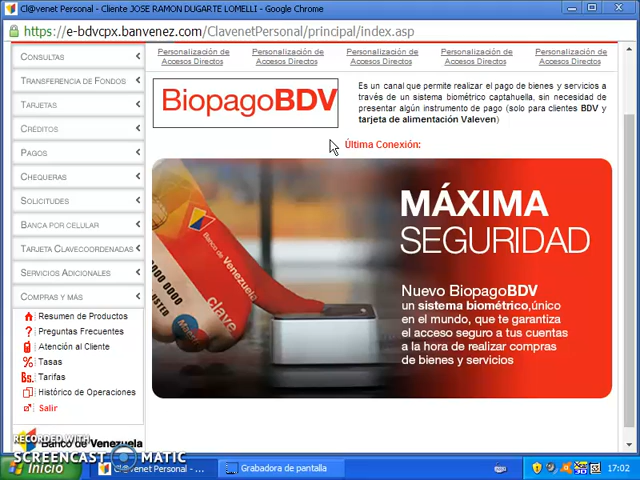 Cl@venet Personal - Cliente JOSE RAMON DUGARTE LOMELLI - Google Chrome
https://e-bdvcpx.banvenez.com/ClavenetPersonal/principal/index.asp
CONSULTAS
TRANSFERENCIA DE FONDOS
TARJETAS
CRÉDITOS
PAGOS
CHEQUERAS
SOLICITUDES
BANCA POR CELULAR
TARJETA CLAVECOORDENADAS
SERVICIOS ADICIONALES
COMPRAS Y MÁS
Resumen de Productos
Preguntas Frecuentes
Atención al Cliente
% Tasas
Bs. Tarifas
Histórico de Operaciones
Salir
Banco de Venezuela
Personalización de Accesos Directos
Personalización de Accesos Directos
Personalización de Accesos Directos
Personalización de Accesos Directos
Personalización de Accesos Directos
BiopagoBDV
Es un canal que permite realizar el pago de bienes y servicios a
través de un sistema biométrico captahuella, sin necesidad de
presentar algún instrumento de pago (solo para clientes BDV y
tarjeta de alimentación Valeven)
Última Conexión:
MÁXIMA
SEGURIDAD
Nuevo BiopagoBDV
un sistema biométrico,único
en el mundo, que te garantiza
el acceso seguro a tus cuentas
a la hora de realizar compras
de bienes y servicios
Banco de Venezuela
clave
Maestro
RECORDED WITH
SCREENCAST MATIC
Inicio
Cl@venet Personal - ...
Grabadora de pantalla
17:02